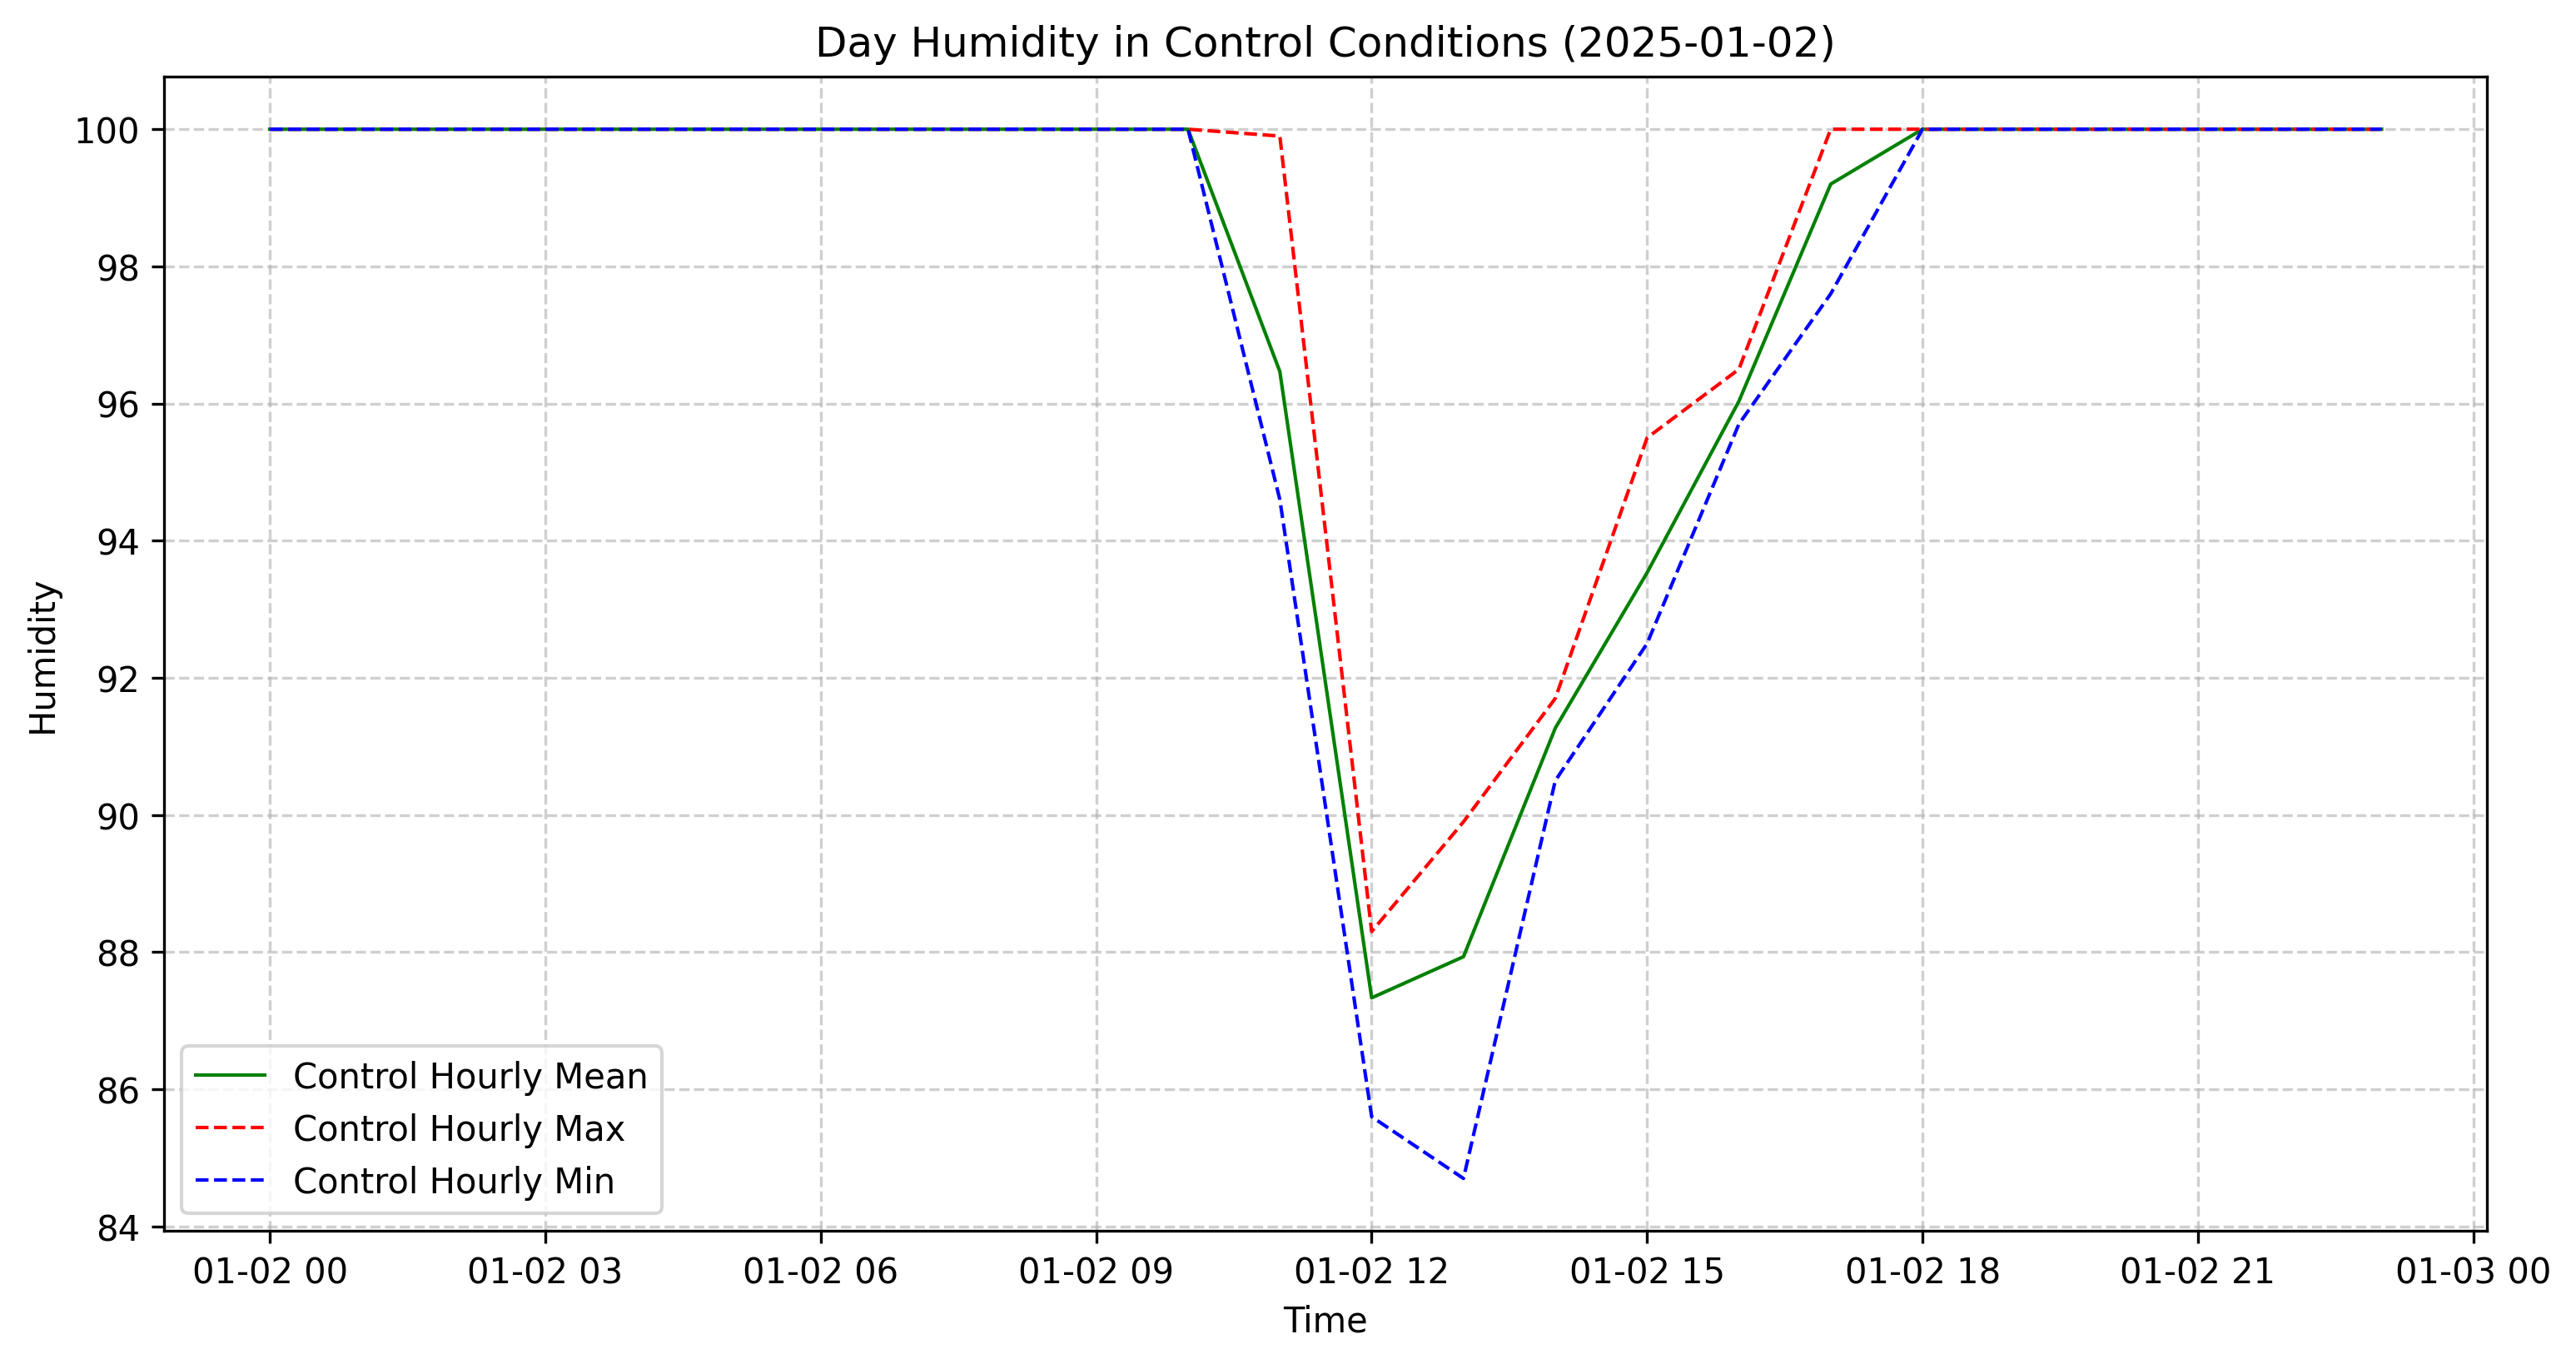 Day Humidity in Control Conditions (2025-01-02)
Humidity
100
98
96
94
92
90
88
86
84
Control Hourly Mean
Control Hourly Max
Control Hourly Min
01-02 00 01-02 03 01-02 06 01-02 09 01-02 12 01-02 15 01-02 18 01-02 21 01-03 00
Time